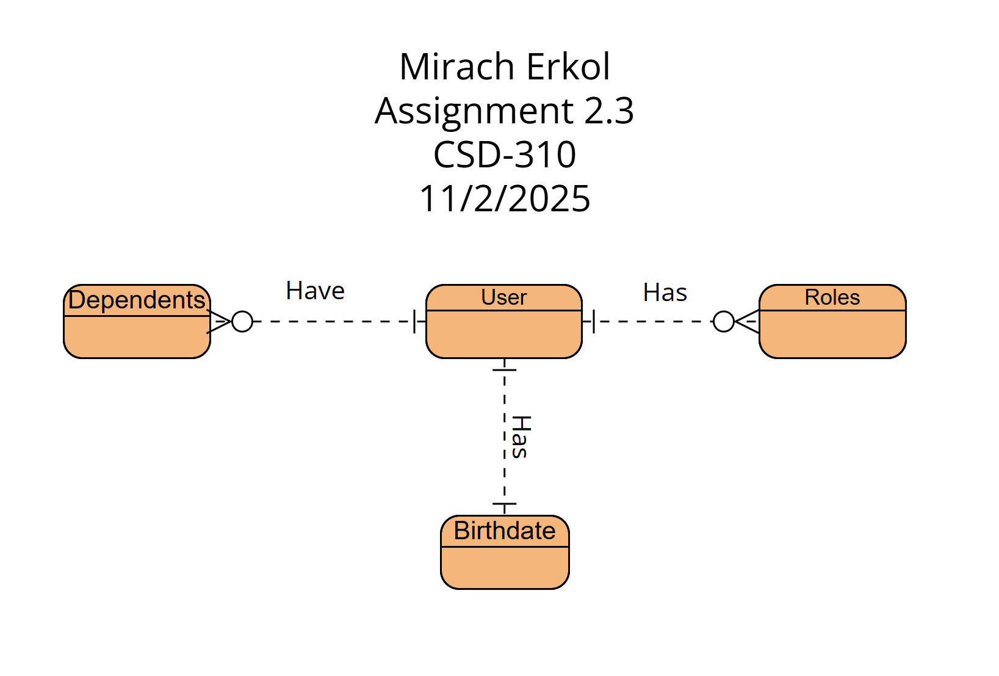 Mirach Erkol
Assignment 2.3
CSD-310
11/2/2025
Dependents
Have
User
Has
Roles
Has
Birthdate